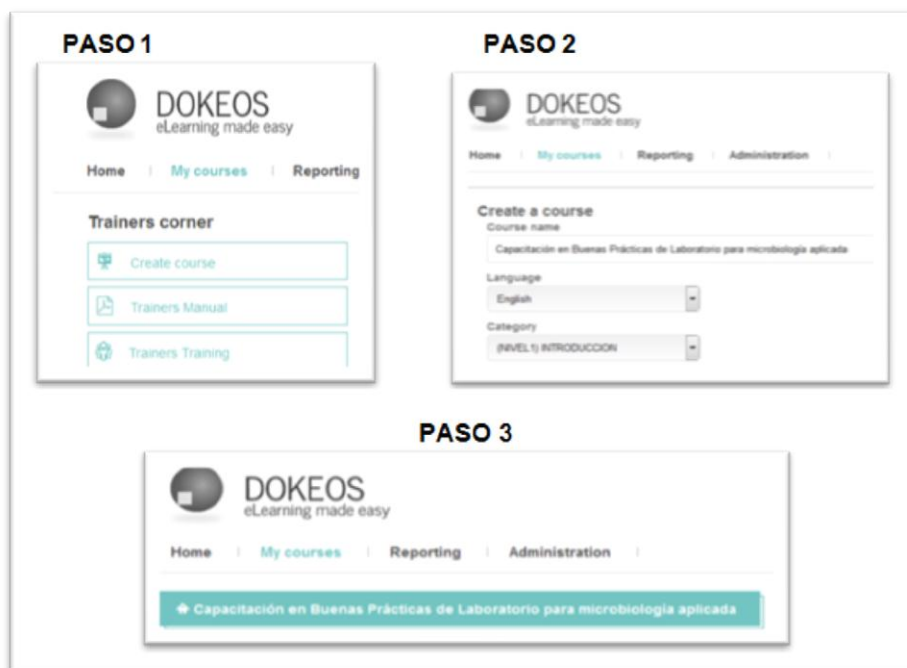 PASO 1
DOKEOS
eLearning made easy
Home My courses Reporting
Trainers corner
Create course
Trainers Manual
Trainers Training
PASO 2
DOKEOS
eLearning made easy
Home My courses Reporting Administration
Create a course
Course name
Capacitación en Buenas Prácticas de Laboratorio para microbiología aplicada
Language
English
Category
(NIVEL1) INTRODUCCION
PASO 3
DOKEOS
eLearning made easy
Home My courses Reporting Administration
Capacitación en Buenas Prácticas de Laboratorio para microbiología aplicada